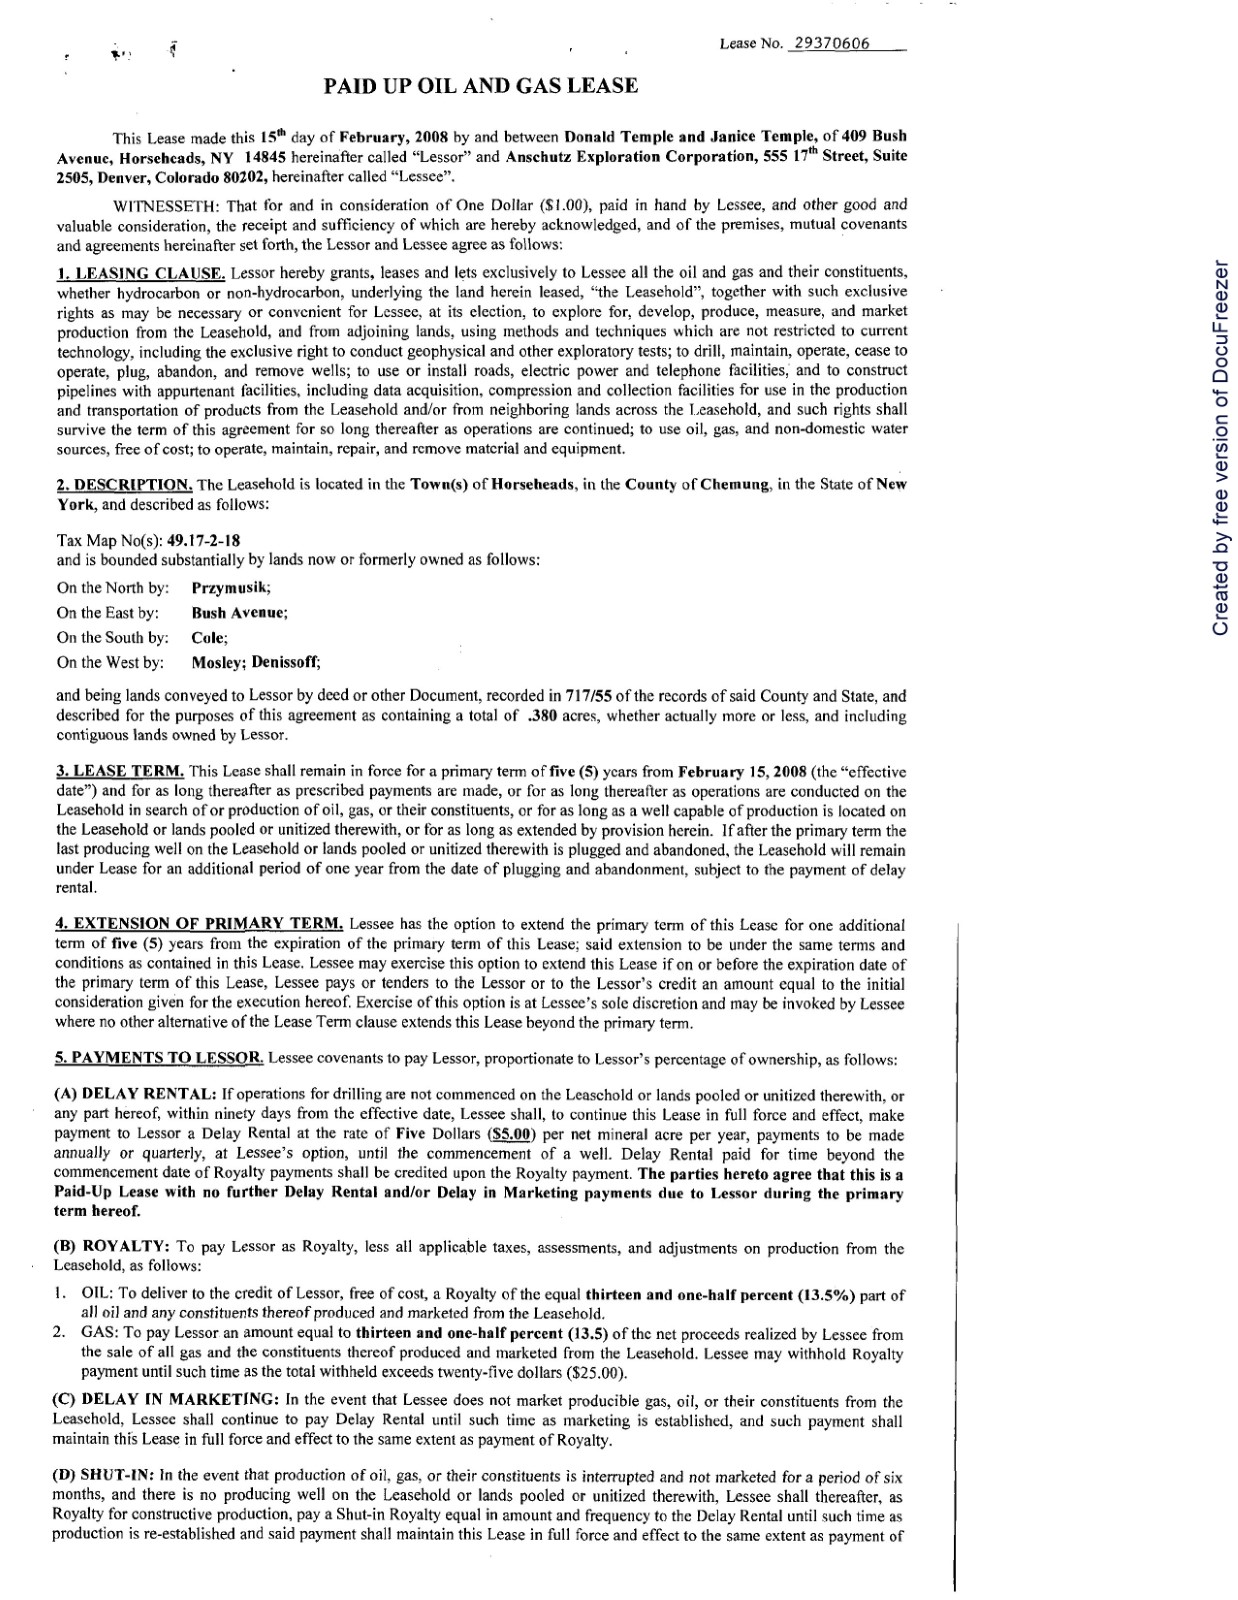 Lease No. 29370606
PAID UP OIL AND GAS LEASE
This Lease made this 15th day of February, 2008 by and between Donald Temple and Janice Temple, of 409 Bush
Avenue, Horseheads, NY 14845 hereinafter called “Lessor” and Anschutz Exploration Corporation, 555 17th Street, Suite
2505, Denver, Colorado 80202, hereinafter called “Lessee”.
WITNESSETH: That for and in consideration of One Dollar ($1.00), paid in hand by Lessee, and other good and
valuable consideration, the receipt and sufficiency of which are hereby acknowledged, and of the premises, mutual covenants
and agreements hereinafter set forth, the Lessor and Lessee agree as follows:
1. LEASING CLAUSE. Lessor hereby grants, leases and lets exclusively to Lessee all the oil and gas and their constituents,
whether hydrocarbon or non-hydrocarbon, underlying the land herein leased, “the Leasehold”, together with such exclusive
rights as may be necessary or convenient for Lessee, at its election, to explore for, develop, produce, measure, and market
production from the Leasehold, and from adjoining lands, using methods and techniques which are not restricted to current
technology, including the exclusive right to conduct geophysical and other exploratory tests; to drill, maintain, operate, cease to
operate, plug, abandon, and remove wells; to use or install roads, electric power and telephone facilities, and to construct
pipelines with appurtenant facilities, including data acquisition, compression and collection facilities for use in the production
and transportation of products from the Leasehold and/or from neighboring lands across the Leasehold, and such rights shall
survive the term of this agreement for so long thereafter as operations are continued; to use oil, gas, and non-domestic water
sources, free of cost; to operate, maintain, repair, and remove material and equipment.
2. DESCRIPTION. The Leasehold is located in the Town(s) of Horseheads, in the County of Chemung, in the State of New
York, and described as follows:
Tax Map No(s): 49.17-2-18
and is bounded substantially by lands now or formerly owned as follows:
On the North by: Przymusik;
On the East by: Bush Avenue;
On the South by: Cole;
On the West by: Mosley; Denissoff;
and being lands conveyed to Lessor by deed or other Document, recorded in 717/55 of the records of said County and State, and
described for the purposes of this agreement as containing a total of .380 acres, whether actually more or less, and including
contiguous lands owned by Lessor.
3. LEASE TERM. This Lease shall remain in force for a primary term of five (5) years from February 15, 2008 (the “effective
date”) and for as long thereafter as prescribed payments are made, or for as long thereafter as operations are conducted on the
Leasehold in search of or production of oil, gas, or their constituents, or for as long as a well capable of production is located on
the Leasehold or lands pooled or unitized therewith, or for as long as extended by provision herein. If after the primary term the
last producing well on the Leasehold or lands pooled or unitized therewith is plugged and abandoned, the Leasehold will remain
under Lease for an additional period of one year from the date of plugging and abandonment, subject to the payment of delay
rental.
4. EXTENSION OF PRIMARY TERM. Lessee has the option to extend the primary term of this Lease for one additional
term of five (5) years from the expiration of the primary term of this Lease; said extension to be under the same terms and
conditions as contained in this Lease. Lessee may exercise this option to extend this Lease if on or before the expiration date of
the primary term of this Lease, Lessee pays or tenders to the Lessor or to the Lessor’s credit an amount equal to the initial
consideration given for the execution hereof. Exercise of this option is at Lessee’s sole discretion and may be invoked by Lessee
where no other alternative of the Lease Term clause extends this Lease beyond the primary term.
5. PAYMENTS TO LESSOR. Lessee covenants to pay Lessor, proportionate to Lessor’s percentage of ownership, as follows:
(A) DELAY RENTAL: If operations for drilling are not commenced on the Leasehold or lands pooled or unitized therewith, or
any part hereof, within ninety days from the effective date, Lessee shall, to continue this Lease in full force and effect, make
payment to Lessor a Delay Rental at the rate of Five Dollars ($5.00) per net mineral acre per year, payments to be made
annually or quarterly, at Lessee’s option, until the commencement of a well. Delay Rental paid for time beyond the
commencement date of Royalty payments shall be credited upon the Royalty payment. The parties hereto agree that this is a
Paid-Up Lease with no further Delay Rental and/or Delay in Marketing payments due to Lessor during the primary
term hereof.
(B) ROYALTY: To pay Lessor as Royalty, less all applicable taxes, assessments, and adjustments on production from the
Leasehold, as follows:
1. OIL: To deliver to the credit of Lessor, free of cost, a Royalty of the equal thirteen and one-half percent (13.5%) part of
all oil and any constituents thereof produced and marketed from the Leasehold.
2. GAS: To pay Lessor an amount equal to thirteen and one-half percent (13.5) of the net proceeds realized by Lessee from
the sale of all gas and the constituents thereof produced and marketed from the Leasehold. Lessee may withhold Royalty
payment until such time as the total withheld exceeds twenty-five dollars ($25.00).
(C) DELAY IN MARKETING: In the event that Lessee does not market producible gas, oil, or their constituents from the
Leasehold, Lessee shall continue to pay Delay Rental until such time as marketing is established, and such payment shall
maintain this Lease in full force and effect to the same extent as payment of Royalty.
(D) SHUT-IN: In the event that production of oil, gas, or their constituents is interrupted and not marketed for a period of six
months, and there is no producing well on the Leasehold or lands pooled or unitized therewith, Lessee shall thereafter, as
Royalty for constructive production, pay a Shut-in Royalty equal in amount and frequency to the Delay Rental until such time as
production is re-established and said payment shall maintain this Lease in full force and effect to the same extent as payment of
Created by free version of DocuFreezer